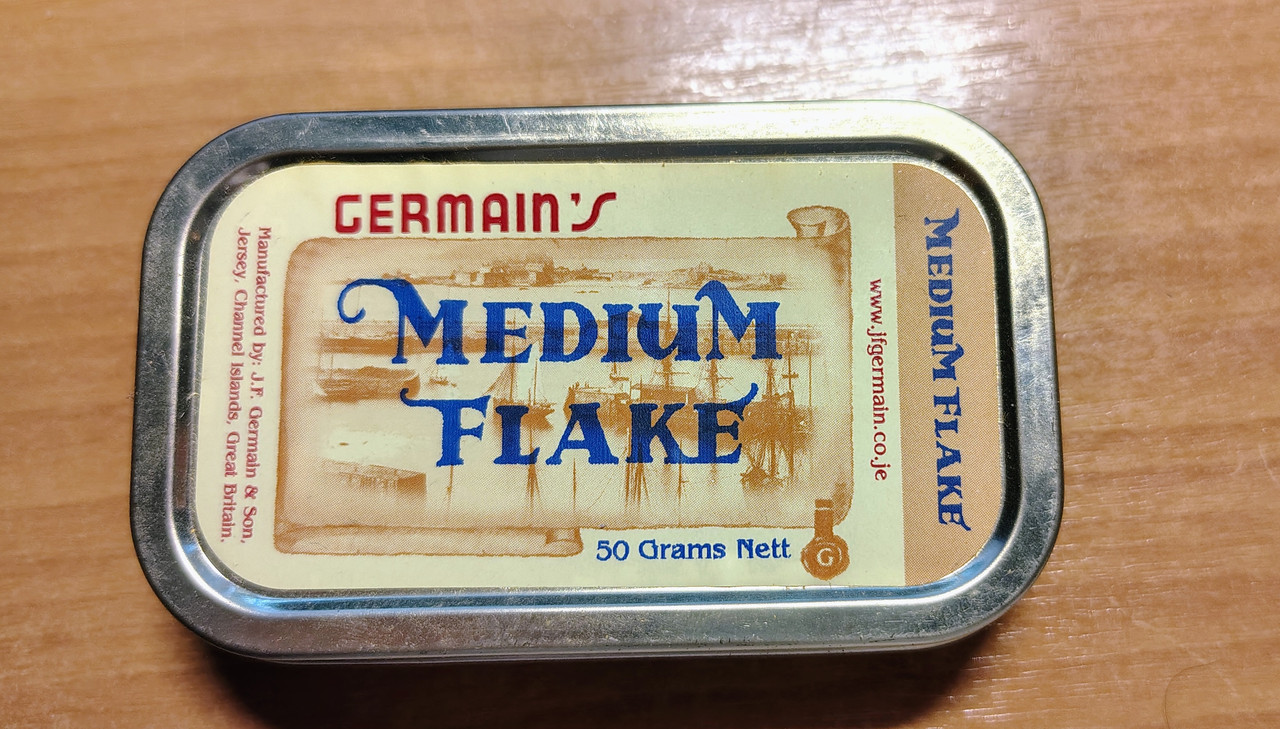 GERMAIN'S
MEDIUM
FLAKE
50 Grams Nett
G
Manufactured by: J.F. Germain & Son,
Jersey, Channel Islands, Great Britain.
www.jfgermain.co.je
MEDIUM FLAKE